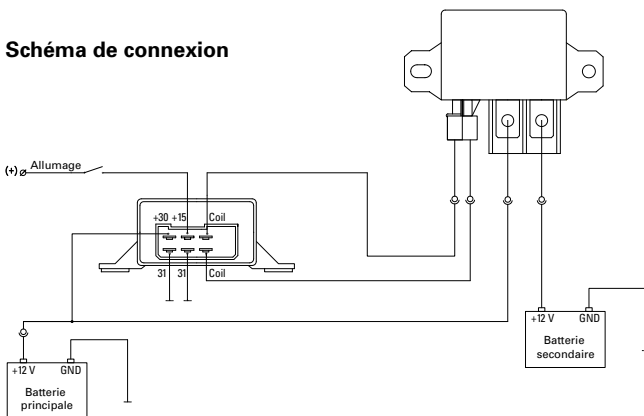 Schéma de connexion
(+) Allumage
+30 +15 Coil
31 31 Coil
+12 V GND
Batterie
secondaire
+12 V GND
Batterie
principale